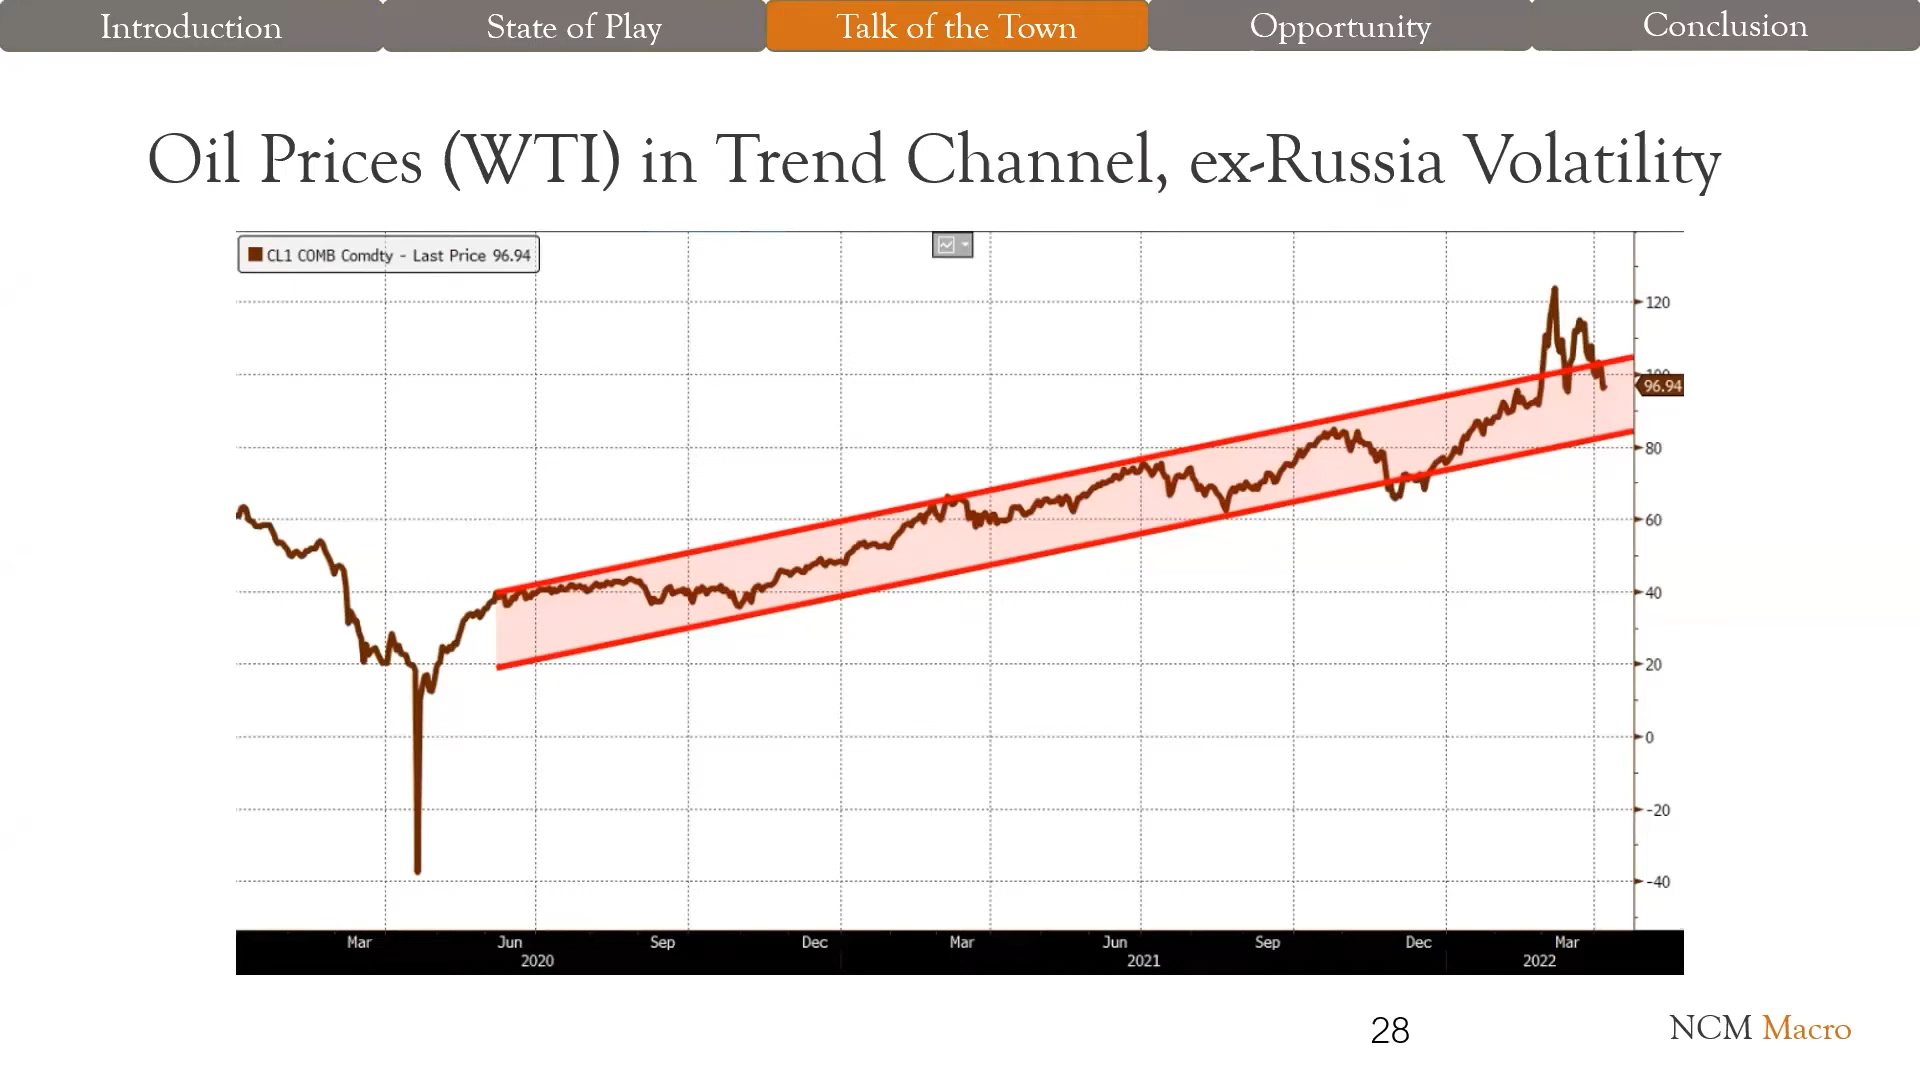 Introduction
State of Play
Talk of the Town
Opportunity
Conclusion
Oil Prices (WTI) in Trend Channel, ex-Russia Volatility
CL1 COMB Comdty - Last Price 96.94
120
100
96.94
80
60
40
20
0
-20
-40
Mar Jun Sep Dec Mar Jun Sep Dec Mar
2020 2021 2022
28
NCM Macro